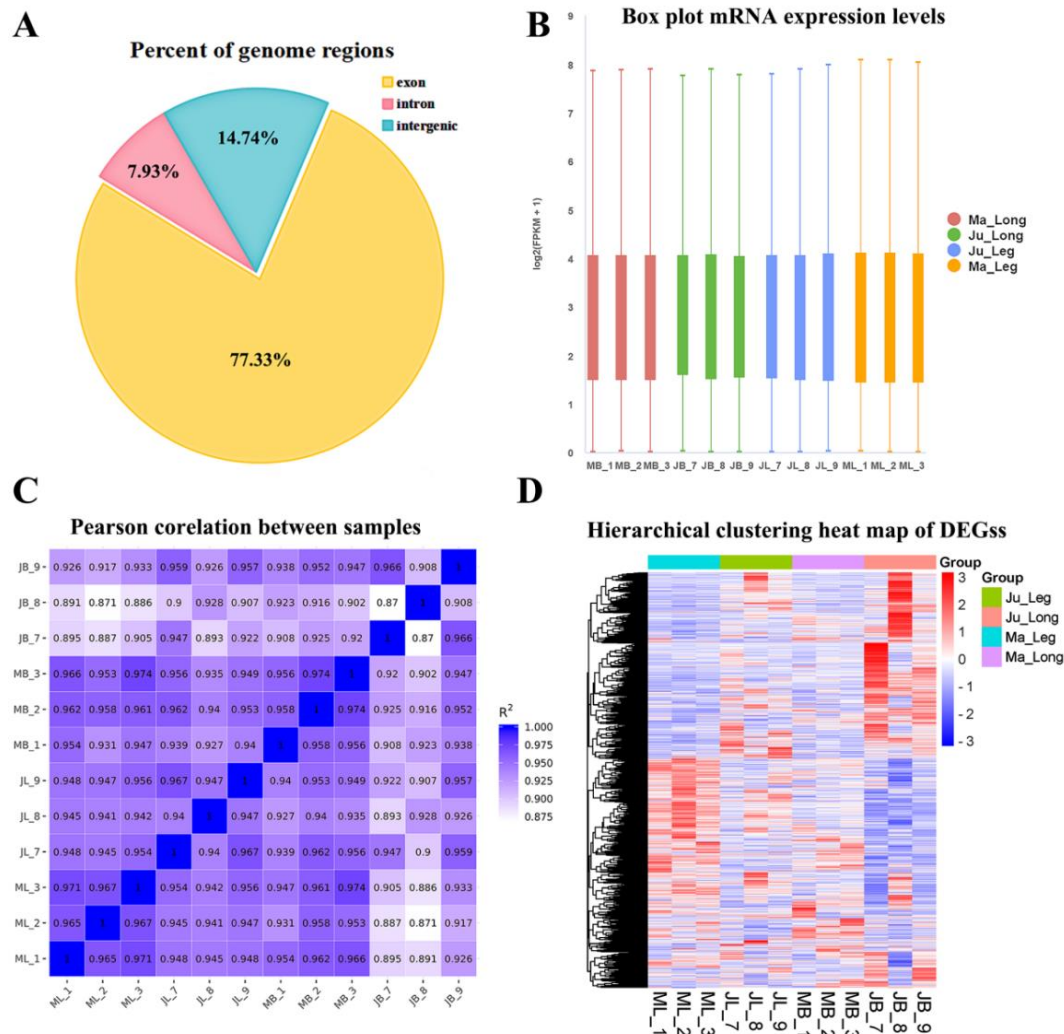 A
Percent of genome regions
exon
intron
intergenic
14.74%
7.93%
77.33%
B
Box plot mRNA expression levels
9
8
7
6
5
4
3
2
1
0
log2(FPKM + 1)
MB_1 MB_2 MB_3 JB_7 JB_8 JB_9 JL_7 JL_8 JL_9 ML_1 ML_2 ML_3
Ma_Long
Ju_Long
Ju_Leg
Ma_Leg
C
Pearson corelation between samples
JB_9 0.926 0.917 0.933 0.959 0.926 0.957 0.938 0.952 0.947 0.966 0.908 1
JB_8 0.891 0.871 0.886 0.9 0.928 0.907 0.923 0.916 0.902 0.87 1 0.908
JB_7 0.895 0.887 0.905 0.947 0.893 0.922 0.908 0.925 0.92 1 0.87 0.966
MB_3 0.966 0.953 0.974 0.956 0.935 0.949 0.956 0.974 1 0.92 0.902 0.947
MB_2 0.962 0.958 0.961 0.962 0.94 0.953 0.958 1 0.974 0.925 0.916 0.952
MB_1 0.954 0.931 0.947 0.939 0.927 0.94 1 0.958 0.956 0.908 0.923 0.938
JL_9 0.948 0.947 0.956 0.967 0.947 1 0.94 0.953 0.949 0.922 0.907 0.957
JL_8 0.945 0.941 0.942 0.94 1 0.947 0.927 0.94 0.935 0.893 0.928 0.926
JL_7 0.948 0.945 0.954 1 0.94 0.967 0.939 0.962 0.956 0.947 0.9 0.959
ML_3 0.971 0.967 1 0.954 0.942 0.956 0.947 0.961 0.974 0.905 0.886 0.933
ML_2 0.965 1 0.967 0.945 0.941 0.947 0.931 0.958 0.953 0.887 0.871 0.917
ML_1 1 0.965 0.971 0.948 0.945 0.948 0.954 0.962 0.966 0.895 0.891 0.926
ML_1 ML_2 ML_3 JL_7 JL_8 JL_9 MB_1 MB_2 MB_3 JB_7 JB_8 JB_9
R²
1.000
0.975
0.950
0.925
0.900
0.875
D
Hierarchical clustering heat map of DEGss
Group
3
2
1
0
-1
-2
-3
Group
Ju_Leg
Ju_Long
Ma_Leg
Ma_Long
ML_1 ML_2 ML_3 JL_7 JL_8 JL_9 MB_1 MB_2 MB_3 JB_7 JB_8 JB_9